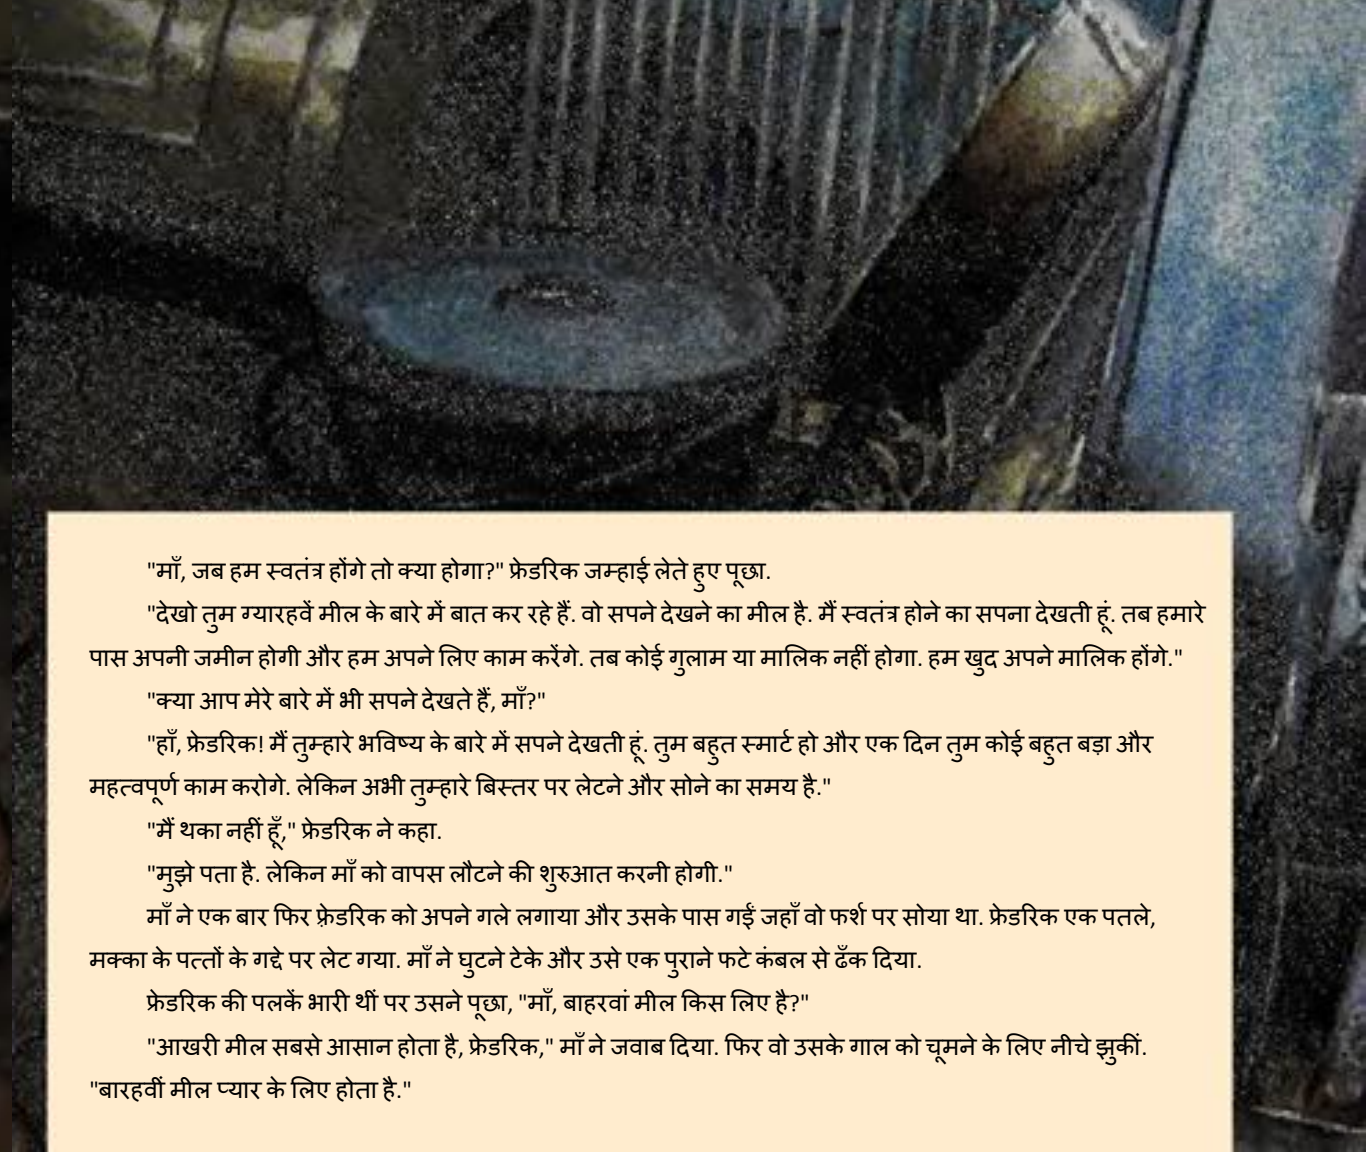 "माँ, जब हम स्वतंत्र होंगे तो क्या होगा?" फ्रेडरिक जम्हाई लेते हुए पूछा.
"देखो तुम ग्यारहवें मील के बारे में बात कर रहे हैं. वो सपने देखने का मील है. मैं स्वतंत्र होने का सपना देखती हूं. तब हमारे
पास अपनी जमीन होगी और हम अपने लिए काम करेंगे. तब कोई गुलाम या मालिक नहीं होगा. हम खुद अपने मालिक होंगे."
"क्या आप मेरे बारे में भी सपने देखते हैं, माँ?"
"हाँ, फ्रेडरिक! मैं तुम्हारे भविष्य के बारे में सपने देखती हूं. तुम बहुत स्मार्ट हो और एक दिन तुम कोई बहुत बड़ा और
महत्वपूर्ण काम करोगे. लेकिन अभी तुम्हारे बिस्तर पर लेटने और सोने का समय है."
"मैं थका नहीं हूँ," फ्रेडरिक ने कहा.
"मुझे पता है. लेकिन माँ को वापस लौटने की शुरुआत करनी होगी."
माँ ने एक बार फिर फ़्रेडरिक को अपने गले लगाया और उसके पास गईं जहाँ वो फर्श पर सोया था. फ्रेडरिक एक पतले,
मक्का के पत्तों के गद्दे पर लेट गया. माँ ने घुटने टेके और उसे एक पुराने फटे कंबल से ढँक दिया.
फ्रेडरिक की पलकें भारी थीं पर उसने पूछा, "माँ, बाहरवां मील किस लिए है?"
"आखरी मील सबसे आसान होता है, फ्रेडरिक," माँ ने जवाब दिया. फिर वो उसके गाल को चूमने के लिए नीचे झुकीं.
"बारहवीं मील प्यार के लिए होता है."